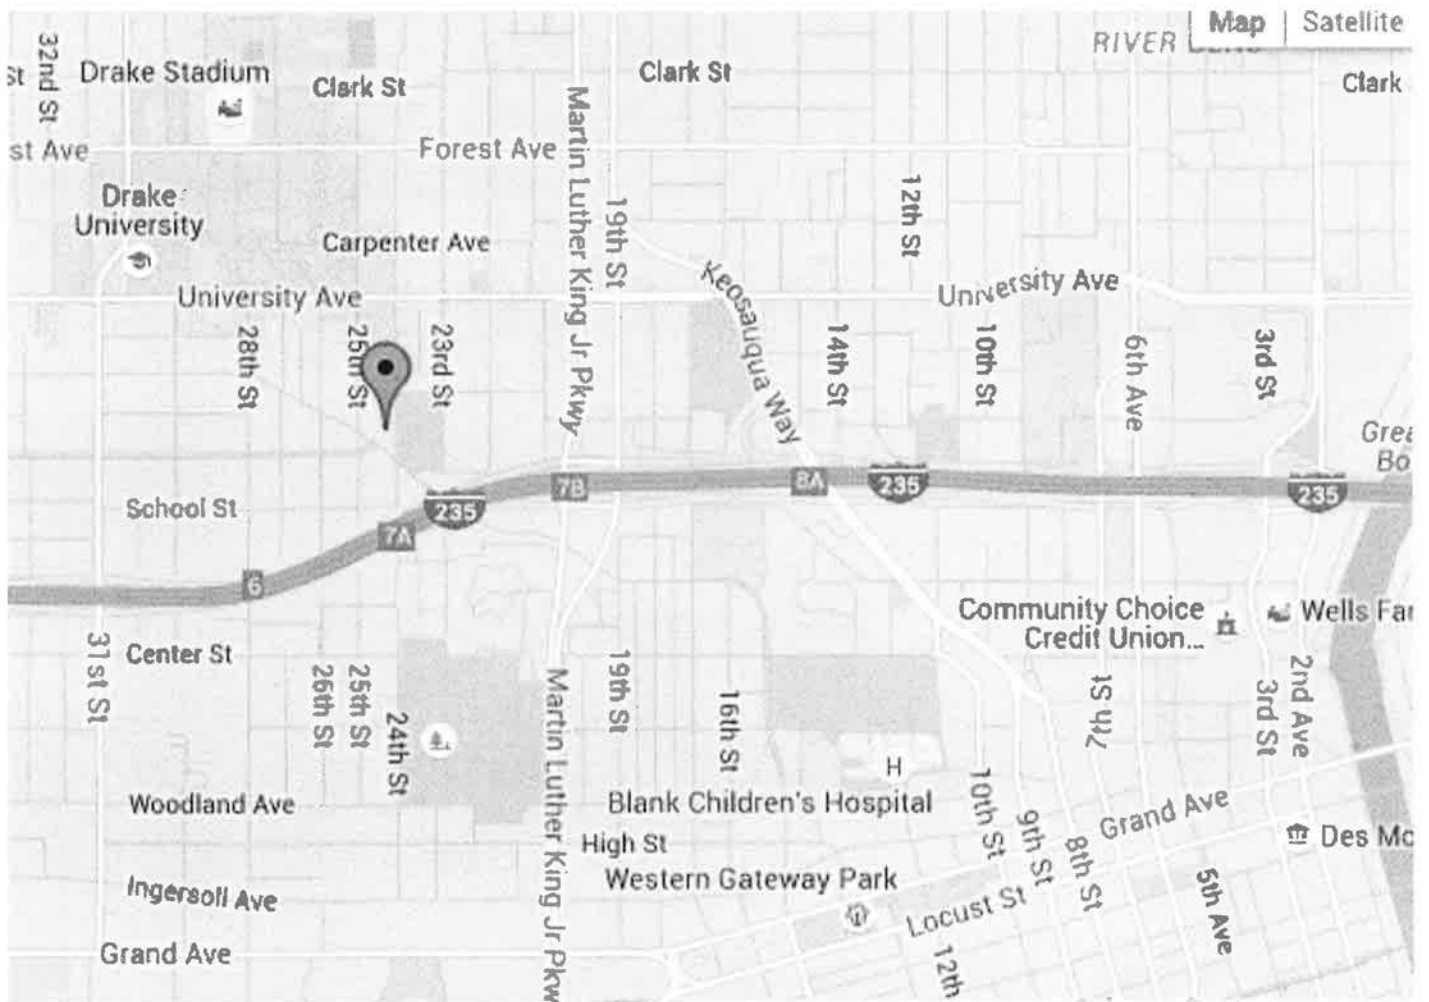 Map
Satellite
RIVER
32nd St
St
Drake Stadium
Clark St
Clark St
Clark
st Ave
Forest Ave
Martin Luther King Jr Pkwy
Drake
University
19th St
12th St
Carpenter Ave
Keosauqua Way
University Ave
University Ave
28th St
25th St
23rd St
14th St
10th St
6th Ave
3rd St
Grea
Bo
School St
235
7B
8A
235
235
7A
6
31st St
Center St
26th St
25th St
24th St
19th St
16th St
Community Choice
Credit Union...
Wells Far
7th St
3rd St
2nd Ave
Martin Luther King Jr Pkw
H
Blank Children's Hospital
Woodland Ave
High St
10th St
9th St
8th St
Grand Ave
Des Mo
Western Gateway Park
Ingersoll Ave
Locust St
5th Ave
Grand Ave
12th